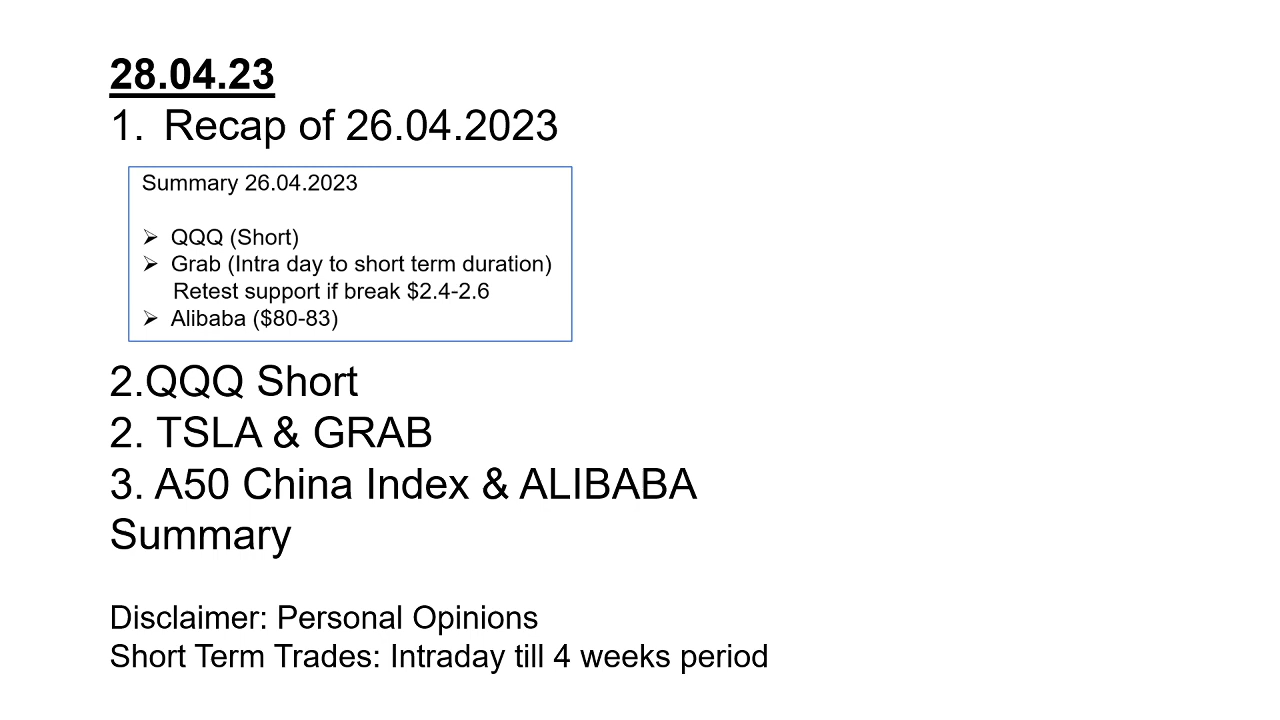 28.04.23
1. Recap of 26.04.2023
Summary 26.04.2023
➢ QQQ (Short)
➢ Grab (Intra day to short term duration)
Retest support if break $2.4-2.6
➢ Alibaba ($80-83)
2.QQQ Short
2. TSLA & GRAB
3. A50 China Index & ALIBABA
Summary
Disclaimer: Personal Opinions
Short Term Trades: Intraday till 4 weeks period